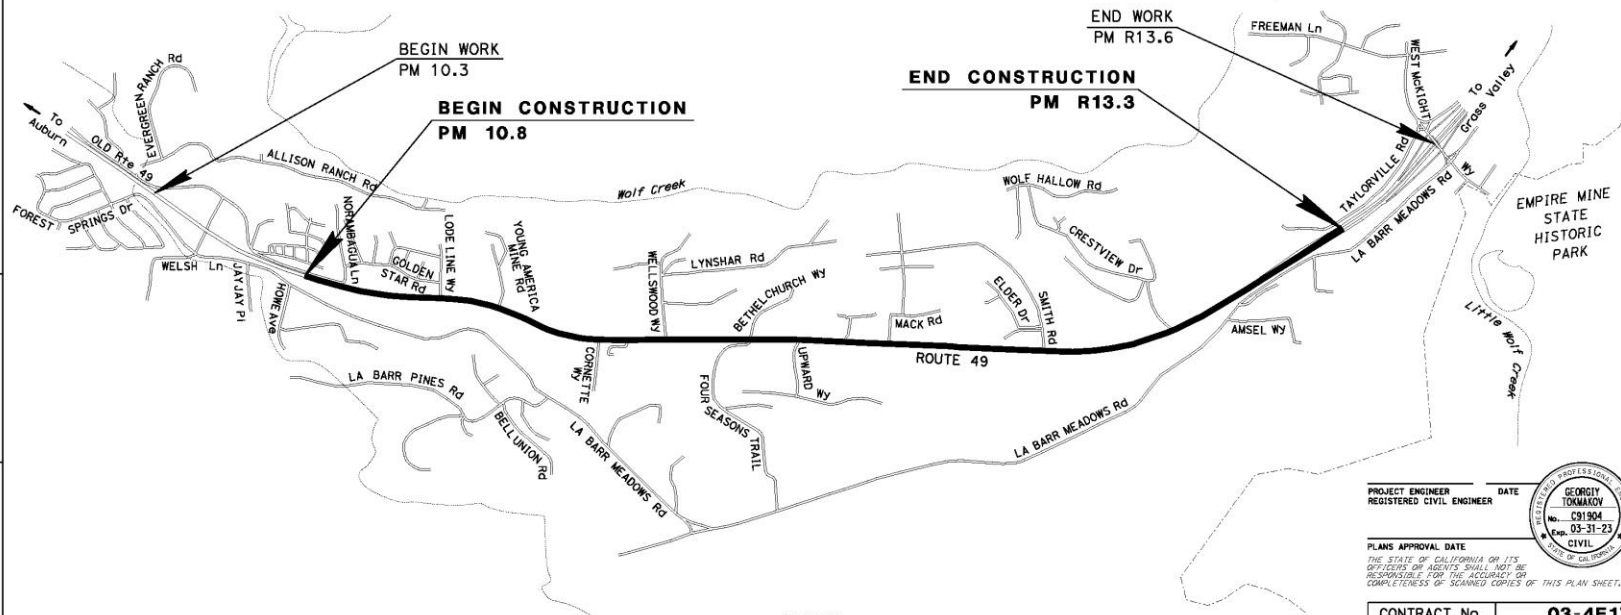 END WORK
PM R13.6
FREEMAN Ln
BEGIN WORK
PM 10.3
END CONSTRUCTION
PM R13.3
BEGIN CONSTRUCTION
PM 10.8
To
Auburn
OLD Rte 49
EVERGREEN RANCH Rd
ALLISON RANCH Rd
Wolf Creek
WEST McKNIGHT
Wy
To
Grass Valley
TAYLORVILLE Rd
LA BARR MEADOWS Rd
WOLF HALLOW Rd
CRESTVIEW Dr
EMPIRE MINE
STATE
HISTORIC
PARK
FOREST SPRINGS Dr
WELSH Ln
JAYJAY Pl
HOWE Ave
NORAMBAGUA Ln
GOLDEN
STAR Rd
LODE LINE Wy
YOUNG AMERICA
MINE Rd
WELLSWOOD Wy
LYNSHAR Rd
BETHELCHURCH Wy
MACK Rd
ELDER Dr
SMITH Rd
AMSEL Wy
Little Wolf Creek
ROUTE 49
CORNETTE
Wy
UPWARD
Wy
FOUR SEASONS TRAIL
LA BARR PINES Rd
BELLUNION Rd
LA BARR MEADOWS Rd
LA BARR MEADOWS Rd
PROJECT ENGINEER DATE
REGISTERED CIVIL ENGINEER
REGISTERED PROFESSIONAL
GEORGIY
TOKMAKOV
No. C91904
Exp. 03-31-23
CIVIL
STATE OF CALIFORNIA
PLANS APPROVAL DATE
THE STATE OF CALIFORNIA OR ITS
OFFICERS OR AGENTS SHALL NOT BE
RESPONSIBLE FOR THE ACCURACY OR
COMPLETENESS OF SCANNED COPIES OF THIS PLAN SHEET.
CONTRACT No. 03-4E1